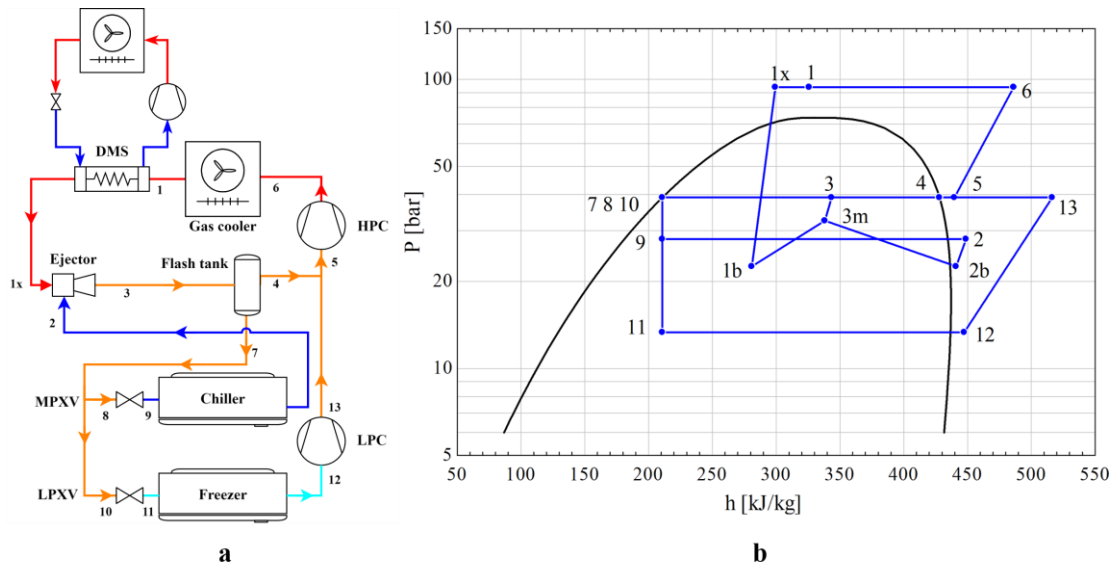 DMS
1
6
Gas cooler
HPC
Ejector
Flash tank
5
4
1x
3
2
7
Chiller
MPXV
8
9
13
LPC
12
Freezer
LPXV
10
11
a
150
100
50
20
10
5
P [bar]
1x
1
6
7 8 10
3
4
5
13
3m
9
2
1b
2b
11
12
50
100
150
200
250
300
350
400
450
500
550
h [kJ/kg]
b